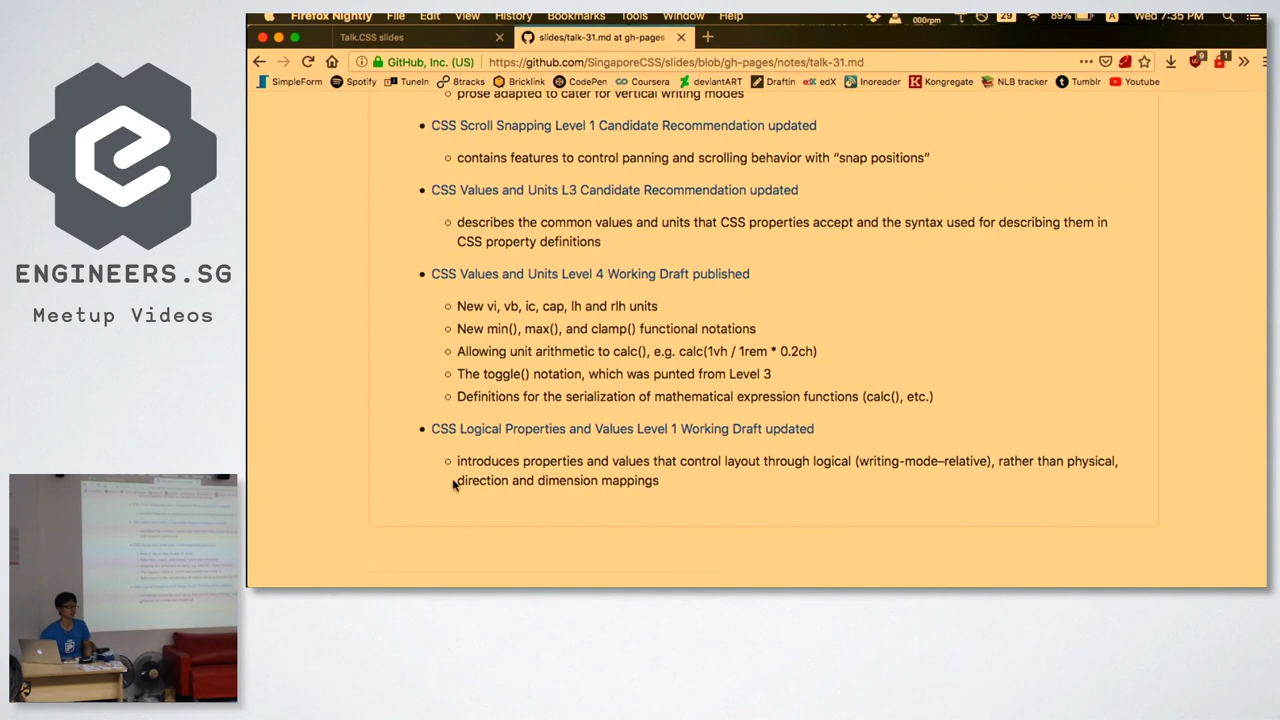 Firefox Nightly File Edit View History Bookmarks Tools Window Help 000rpm 29 89% A Wed 7:35 PM
Talk.CSS slides slides/talk-31.md at gh-pages
GitHub, Inc. (US) https://github.com/SingaporeCSS/slides/blob/gh-pages/notes/talk-31.md
SimpleForm Spotify TuneIn 8tracks Bricklink CodePen Coursera deviantART Draftin edX Inoreader Kongregate NLB tracker Tumblr Youtube
prose adapted to cater for vertical writing modes
CSS Scroll Snapping Level 1 Candidate Recommendation updated
contains features to control panning and scrolling behavior with “snap positions”
CSS Values and Units L3 Candidate Recommendation updated
describes the common values and units that CSS properties accept and the syntax used for describing them in
CSS property definitions
CSS Values and Units Level 4 Working Draft published
New vi, vb, ic, cap, lh and rlh units
New min(), max(), and clamp() functional notations
Allowing unit arithmetic to calc(), e.g. calc(1vh / 1rem * 0.2ch)
The toggle() notation, which was punted from Level 3
Definitions for the serialization of mathematical expression functions (calc(), etc.)
CSS Logical Properties and Values Level 1 Working Draft updated
introduces properties and values that control layout through logical (writing-mode–relative), rather than physical,
direction and dimension mappings
ENGINEERS.SG
Meetup Videos